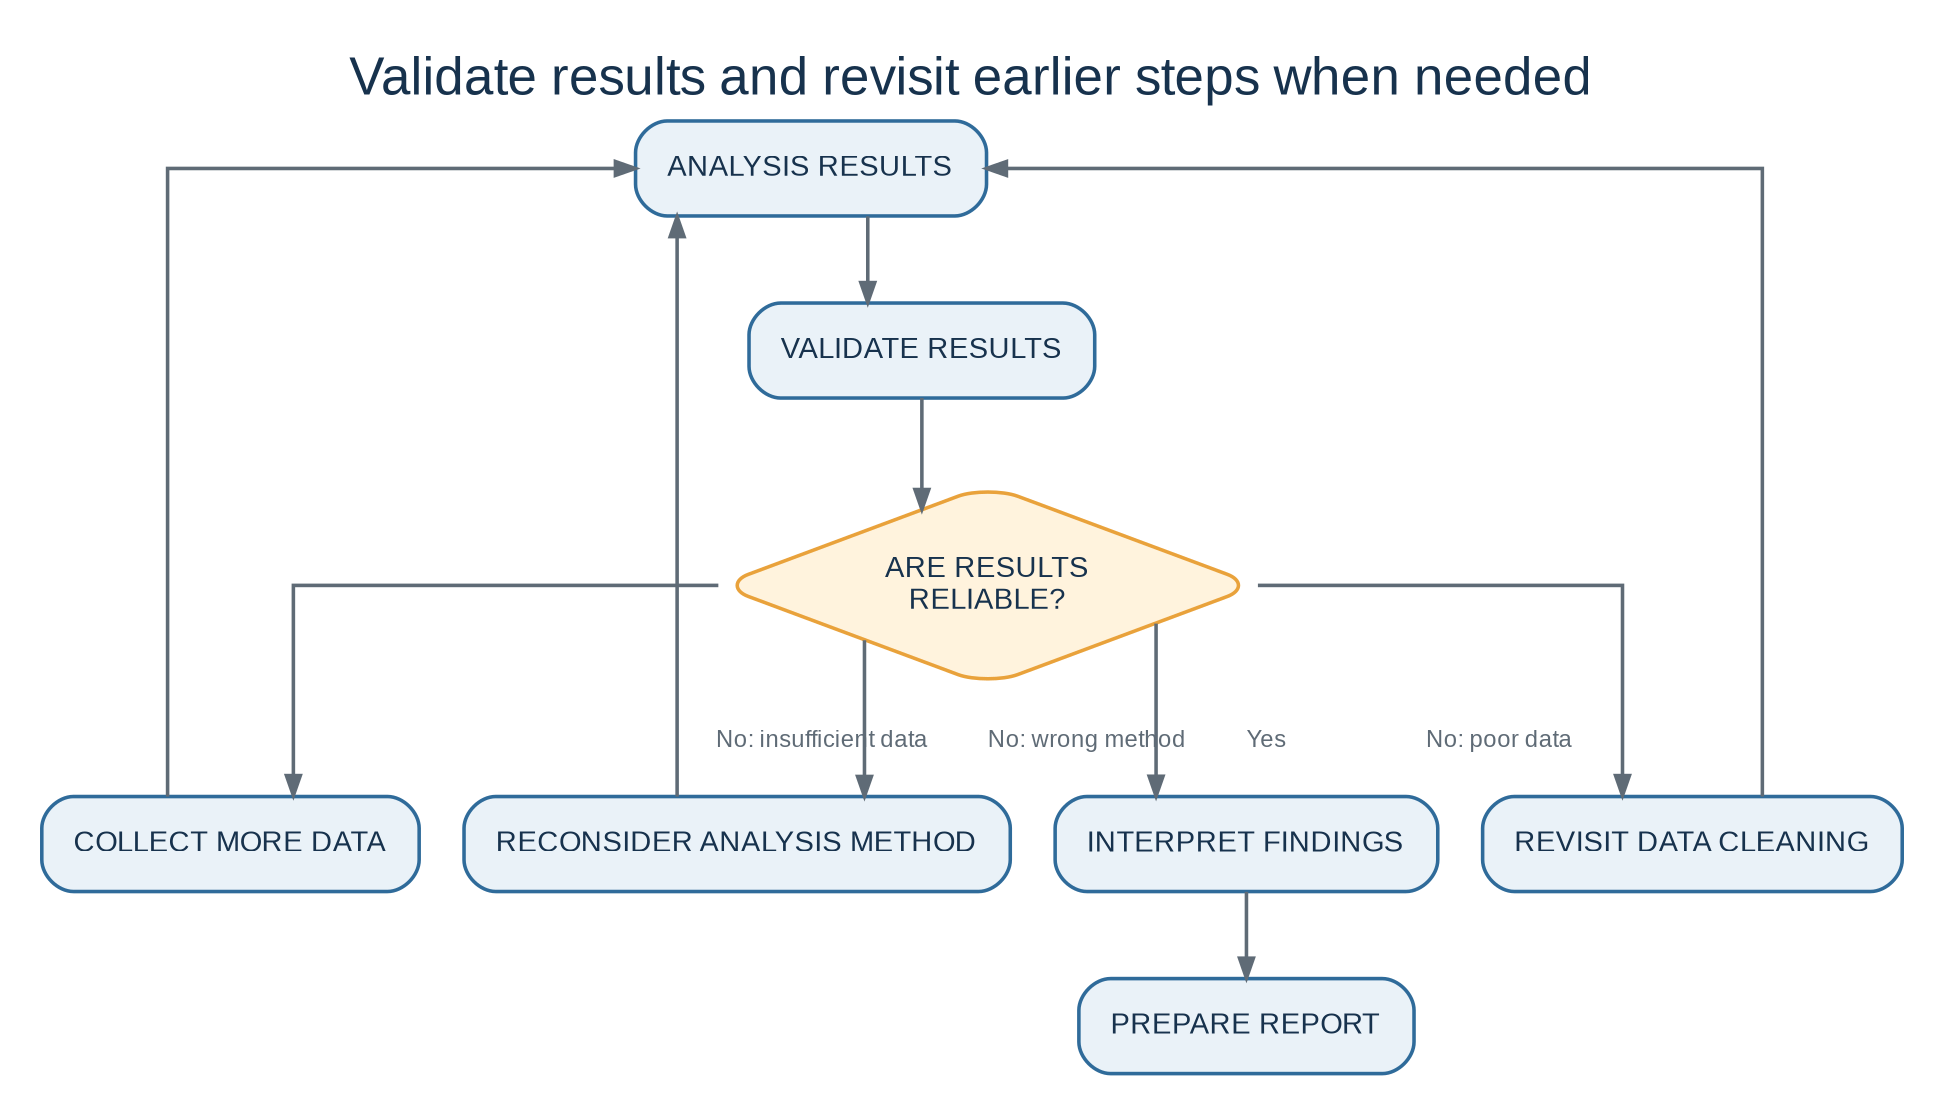 Validate results and revisit earlier steps when needed
ANALYSIS RESULTS
VALIDATE RESULTS
ARE RESULTS
RELIABLE?
No: insufficient data
No: wrong method
Yes
No: poor data
COLLECT MORE DATA
RECONSIDER ANALYSIS METHOD
INTERPRET FINDINGS
REVISIT DATA CLEANING
PREPARE REPORT